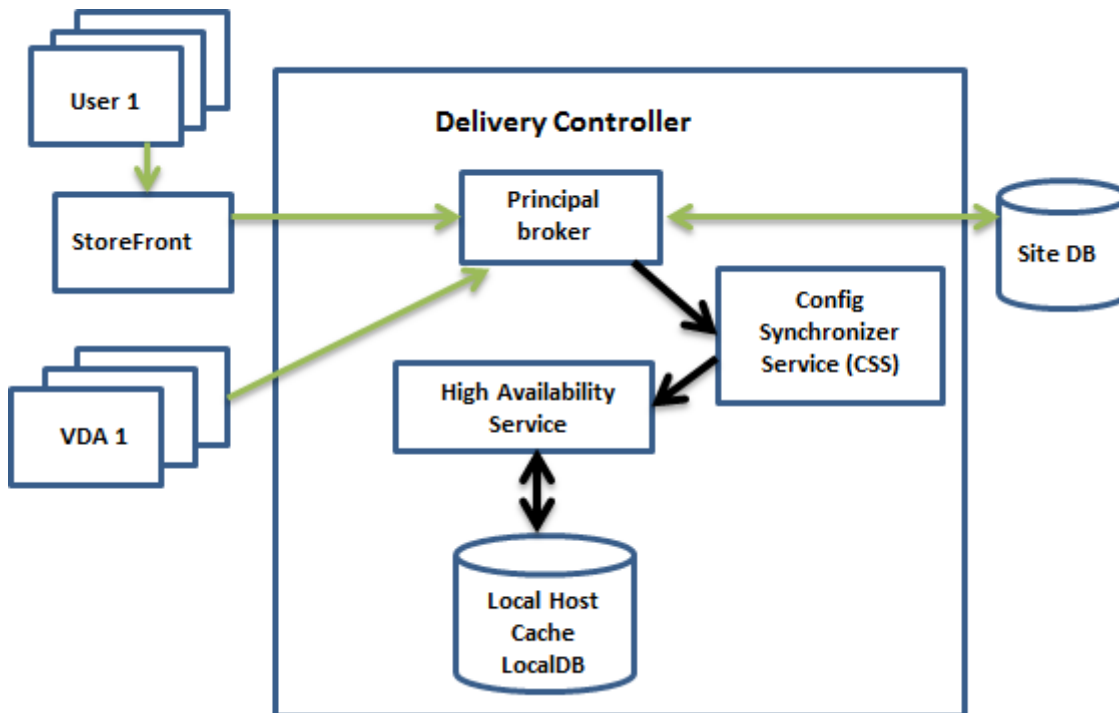 User 1
Delivery Controller
Principal
broker
StoreFront
Site DB
Config
Synchronizer
Service (CSS)
High Availability
Service
VDA 1
Local Host
Cache
LocalDB